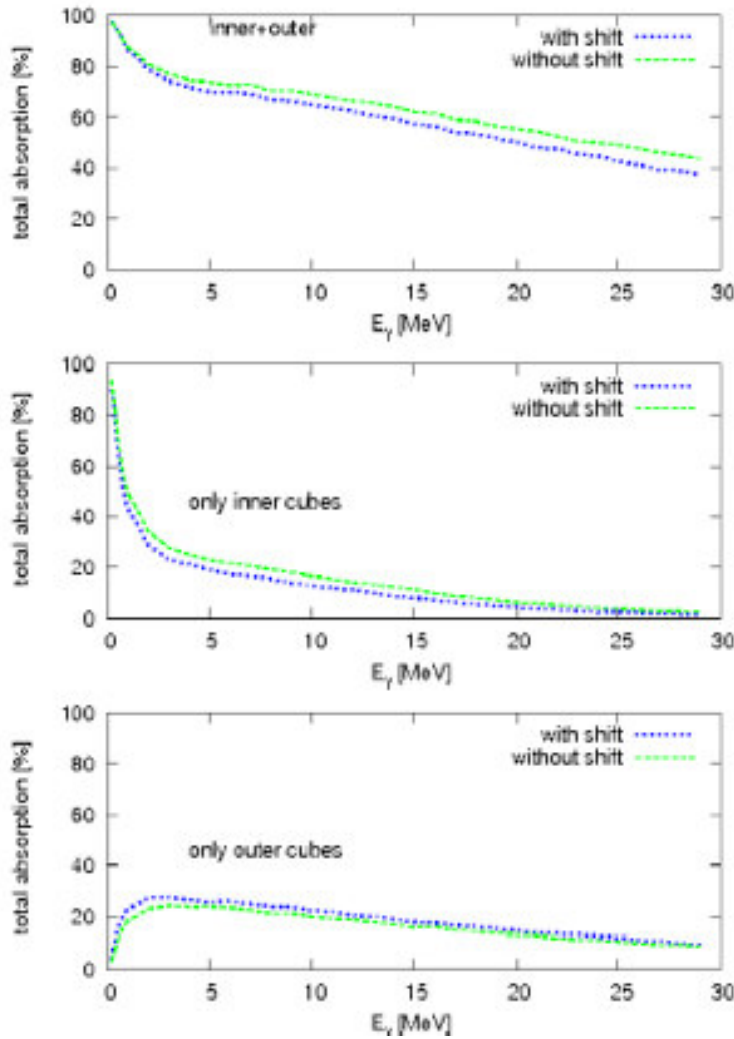 inner+outer
with shift
without shift
total absorption [%]
100
80
60
40
20
0
0 5 10 15 20 25 30
Eγ [MeV]
with shift
without shift
only inner cubes
total absorption [%]
100
80
60
40
20
0
0 5 10 15 20 25 30
Eγ [MeV]
with shift
without shift
only outer cubes
total absorption [%]
100
80
60
40
20
0
0 5 10 15 20 25 30
Eγ [MeV]